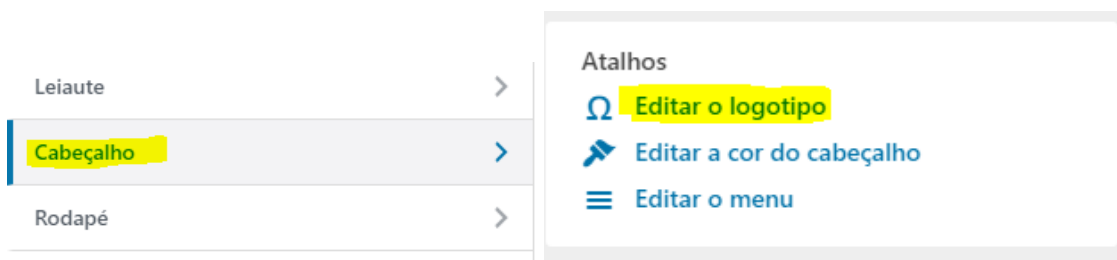 Leiaute
Cabeçalho
Rodapé
Atalhos
Editar o logotipo
Editar a cor do cabeçalho
Editar o menu